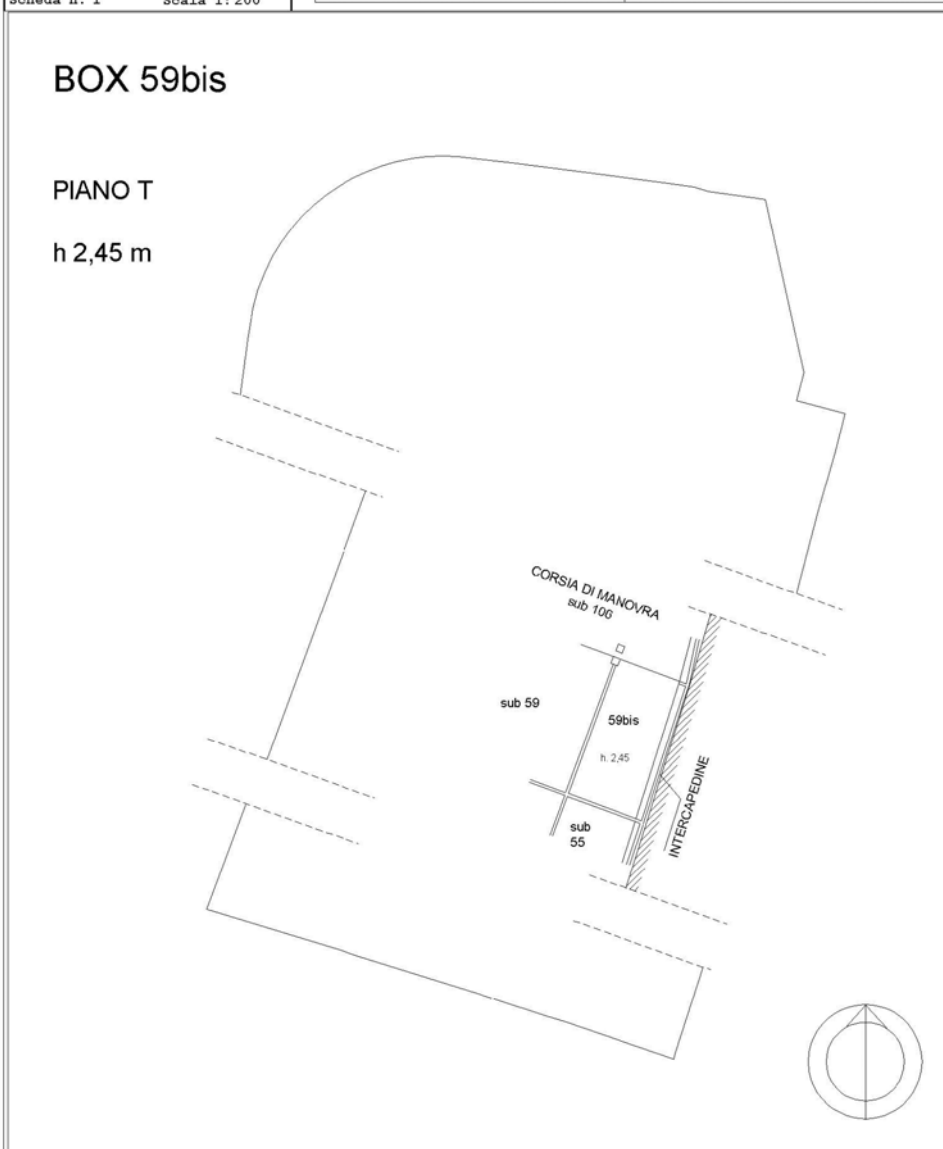 Scheda n. 1 Scala 1:200
BOX 59bis
PIANO T
h 2,45 m
CORSIA DI MANOVRA
sub 106
sub 59
59bis
h. 2,45
INTERCAPEDINE
sub
55